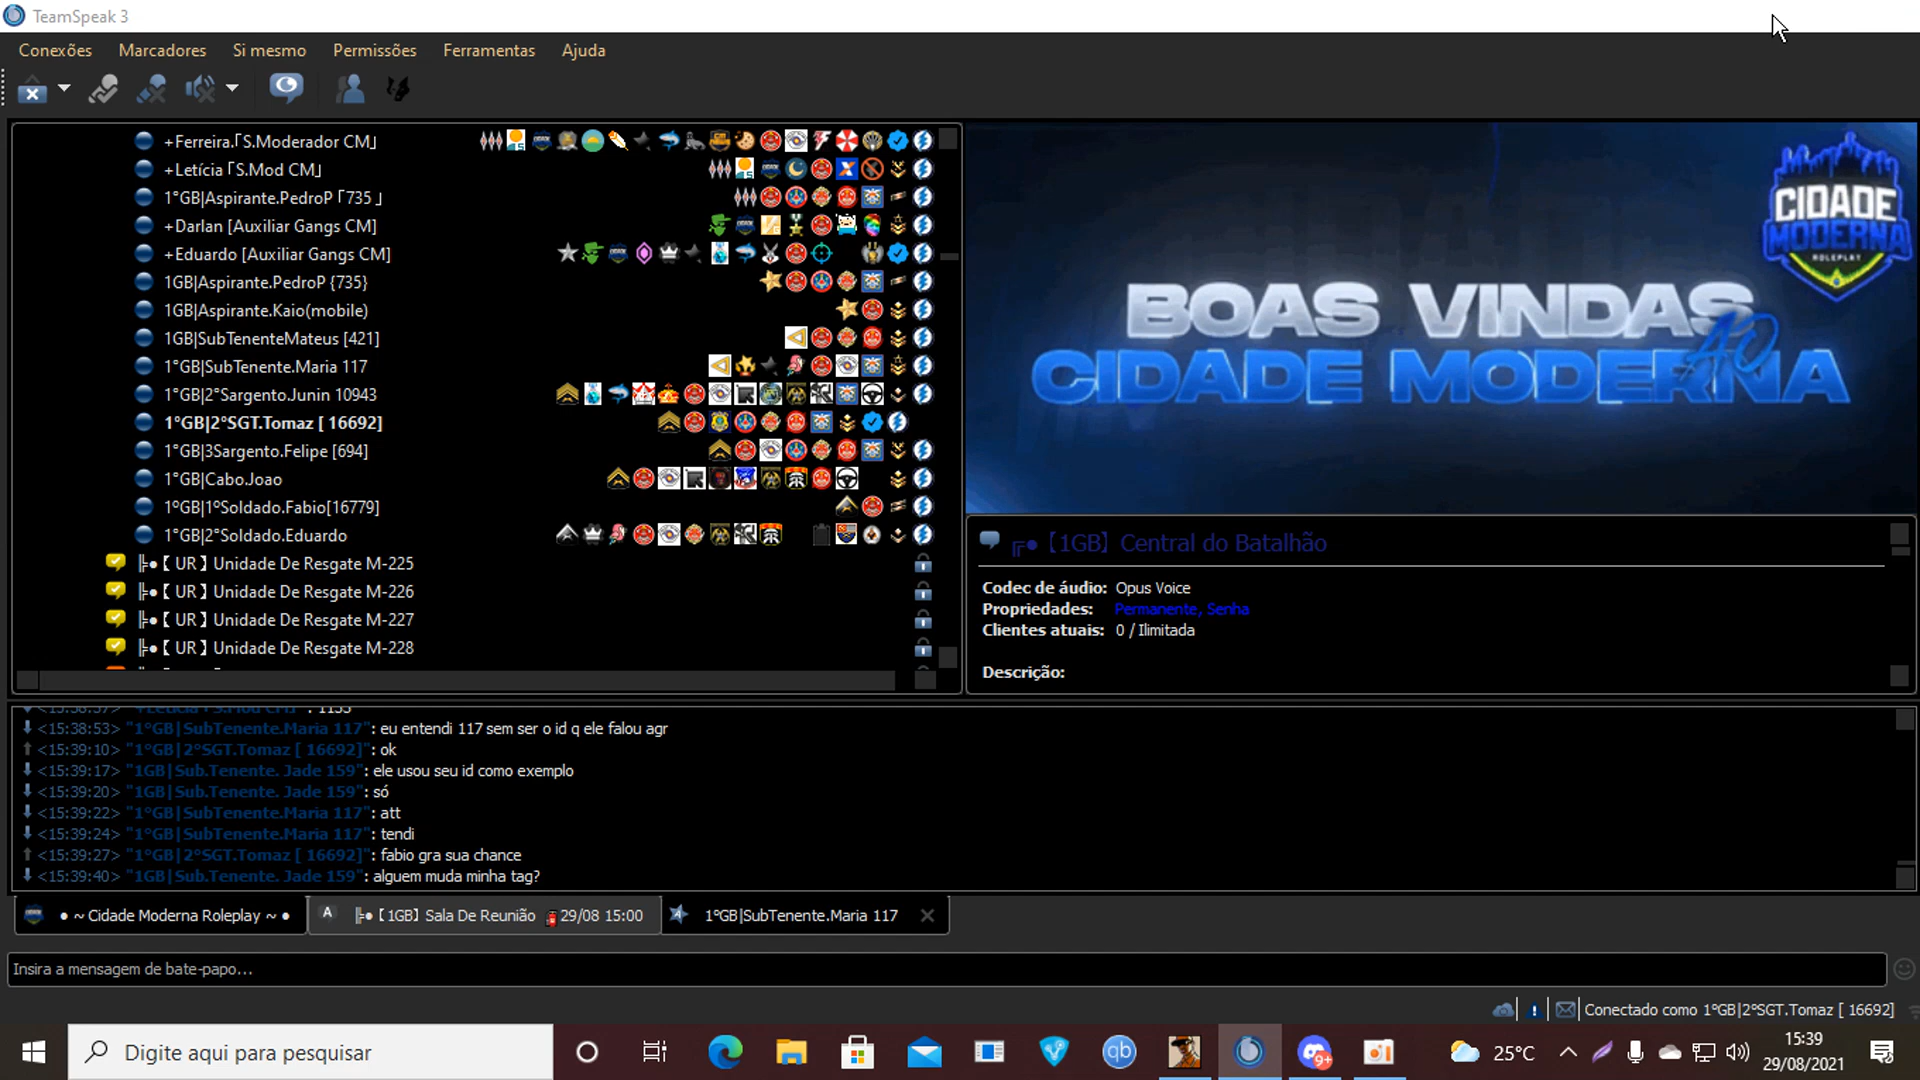 TeamSpeak 3
Conexões Marcadores Si mesmo Permissões Ferramentas Ajuda
+Ferreira.「S.Moderador CM」
+Letícia「S.Mod CM」
1°GB|Aspirante.PedroP「735 」
+Darlan [Auxiliar Gangs CM]
+Eduardo [Auxiliar Gangs CM]
1GB|Aspirante.PedroP {735}
1GB|Aspirante.Kaio(mobile)
1GB|SubTenenteMateus [421]
1°GB|SubTenente.Maria 117
1°GB|2°Sargento.Junin 10943
1°GB|2°SGT.Tomaz [ 16692]
1°GB|3Sargento.Felipe [694]
1°GB|Cabo.Joao
1ºGB|1ºSoldado.Fabio[16779]
1°GB|2°Soldado.Eduardo
╠●【 UR】Unidade De Resgate M-225
╠●【 UR】Unidade De Resgate M-226
╠●【 UR】Unidade De Resgate M-227
╠●【 UR】Unidade De Resgate M-228
CIDADE
MODERNA
ROLEPLAY
BOAS VINDAS
AO
CIDADE MODERNA
╔●【1GB】Central do Batalhão
Codec de áudio: Opus Voice
Propriedades: Permanente, Senha
Clientes atuais: 0 / Ilimitada
Descrição:
<15:38:53> "1°GB|SubTenente.Maria 117": eu entendi 117 sem ser o id q ele falou agr
<15:39:10> "1°GB|2°SGT.Tomaz [ 16692]": ok
<15:39:17> "1GB|Sub.Tenente. Jade 159": ele usou seu id como exemplo
<15:39:20> "1GB|Sub.Tenente. Jade 159": só
<15:39:22> "1°GB|SubTenente.Maria 117": att
<15:39:24> "1°GB|SubTenente.Maria 117": tendi
<15:39:27> "1°GB|2°SGT.Tomaz [ 16692]": fabio gra sua chance
<15:39:40> "1GB|Sub.Tenente. Jade 159": alguem muda minha tag?
● ~ Cidade Moderna Roleplay ~ ●
A ╠●【1GB】Sala De Reunião 29/08 15:00
1°GB|SubTenente.Maria 117
Insira a mensagem de bate-papo...
Conectado como 1°GB|2°SGT.Tomaz [ 16692]
Digite aqui para pesquisar
qb
9+
25°C
15:39
29/08/2021